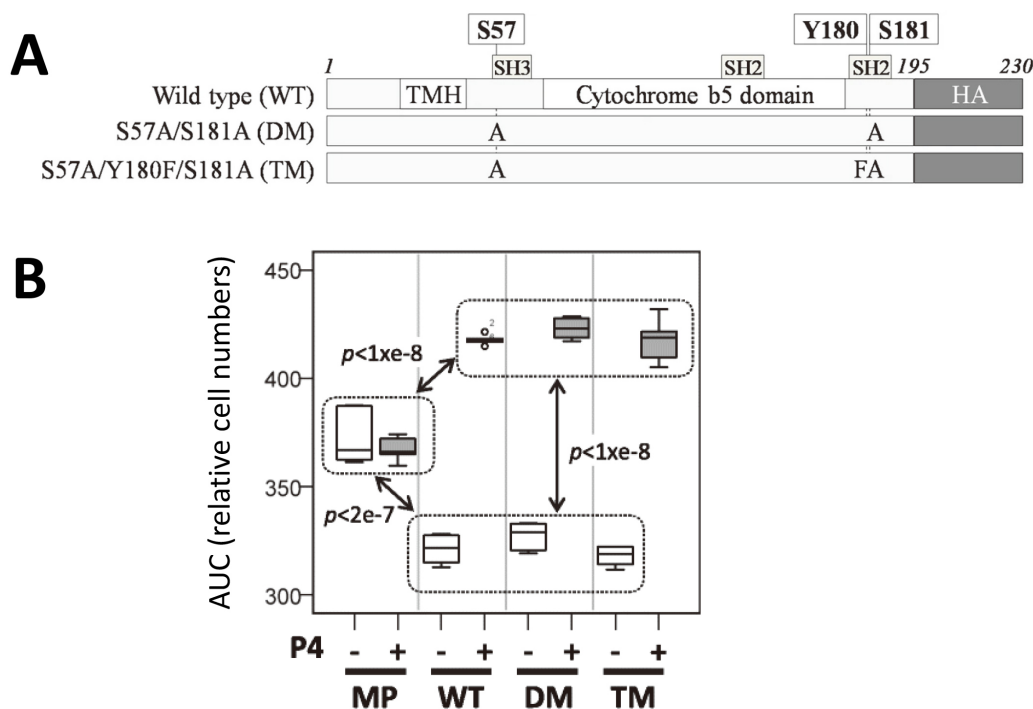 A
S57 Y180 S181
1 SH3 SH2 SH2 195 230
Wild type (WT) TMH Cytochrome b5 domain HA
S57A/S181A (DM) A A
S57A/Y180F/S181A (TM) A FA
B
AUC (relative cell numbers)
450
400
350
300
2
p<1xe-8
p<1xe-8
p<2e-7
P4 - + - + - + - +
MP WT DM TM